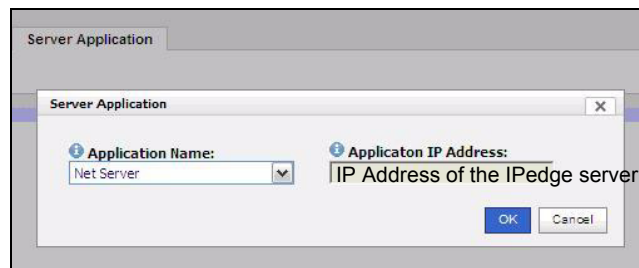 Server Application
Server Application
Application Name:
Applicaton IP Address:
Net Server
IP Address of the IPedge server
OK
Cancel